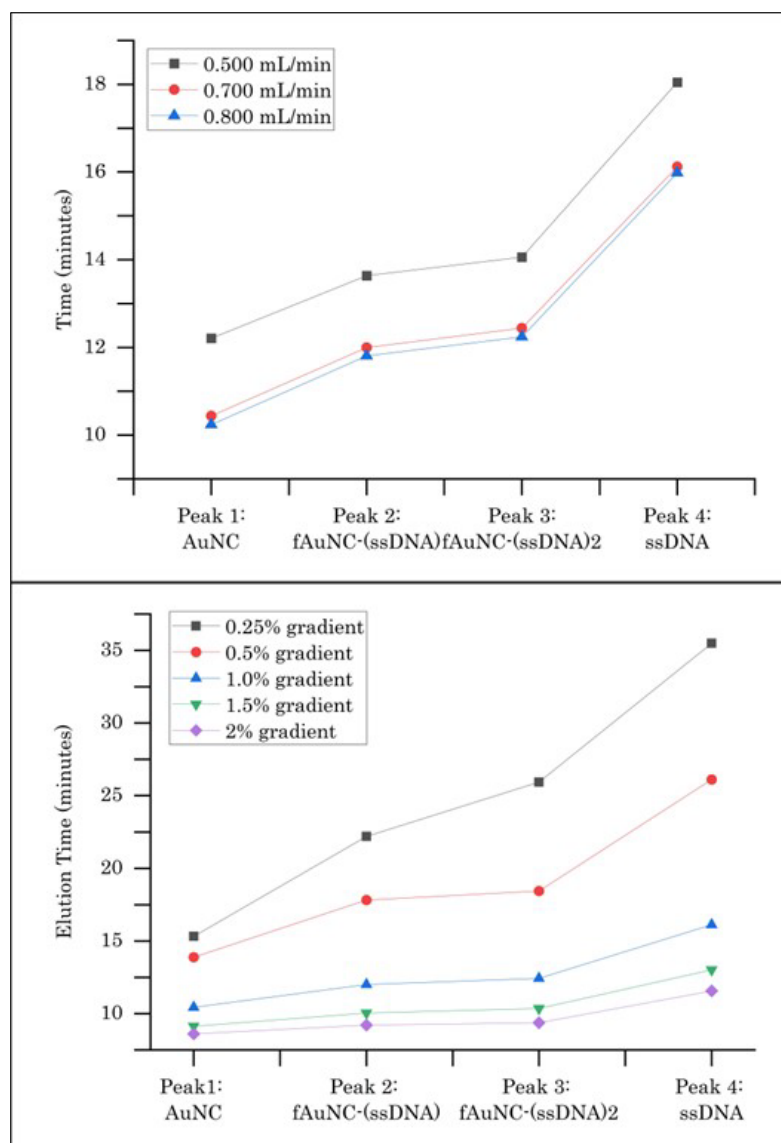 0.500 mL/min
0.700 mL/min
0.800 mL/min
Time (minutes)
18
16
14
12
10
Peak 1:
AuNC
Peak 2:
fAuNC-(ssDNA)
Peak 3:
fAuNC-(ssDNA)2
Peak 4:
ssDNA
0.25% gradient
0.5% gradient
1.0% gradient
1.5% gradient
2% gradient
Elution Time (minutes)
35
30
25
20
15
10
Peak1:
AuNC
Peak 2:
fAuNC-(ssDNA)
Peak 3:
fAuNC-(ssDNA)2
Peak 4:
ssDNA